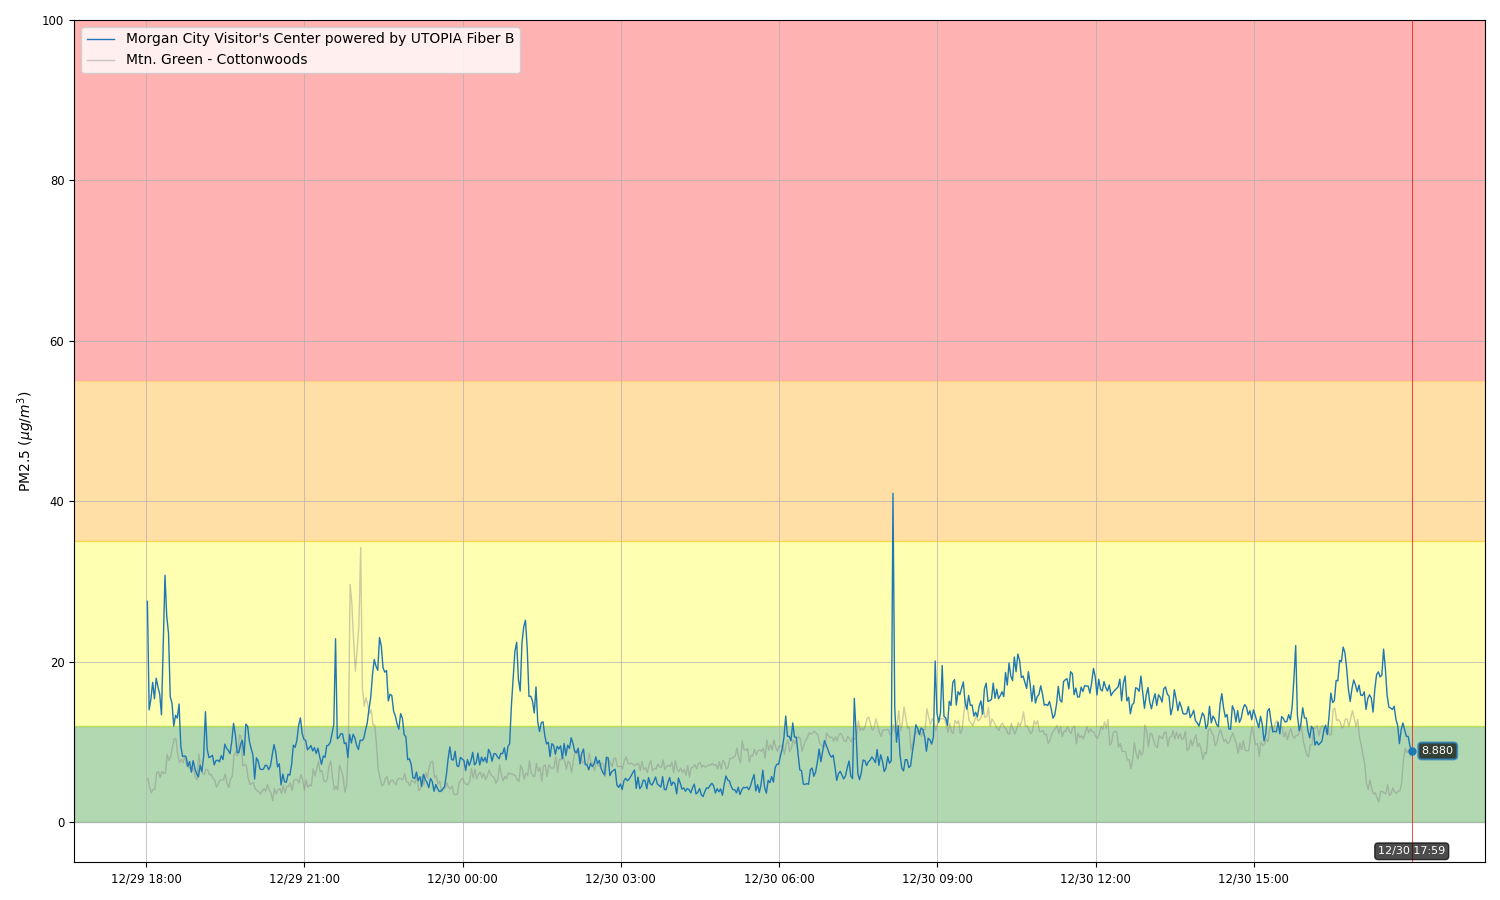 Morgan City Visitor's Center powered by UTOPIA Fiber B
Mtn. Green - Cottonwoods
PM2.5 (μg/m³)
100
80
60
40
20
0
8.880
12/30 17:59
12/29 18:00 12/29 21:00 12/30 00:00 12/30 03:00 12/30 06:00 12/30 09:00 12/30 12:00 12/30 15:00